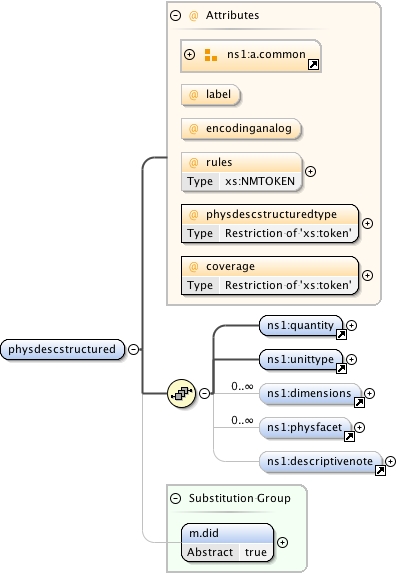 Attributes
ns1:a.common
@ label
@ encodinganalog
@ rules
Type xs:NMTOKEN
@ physdescstructuredtype
Type Restriction of 'xs:token'
@ coverage
Type Restriction of 'xs:token'
physdescstructured
ns1:quantity
ns1:unittype
0..∞ ns1:dimensions
0..∞ ns1:physfacet
ns1:descriptivenote
Substitution Group
m.did
Abstract true